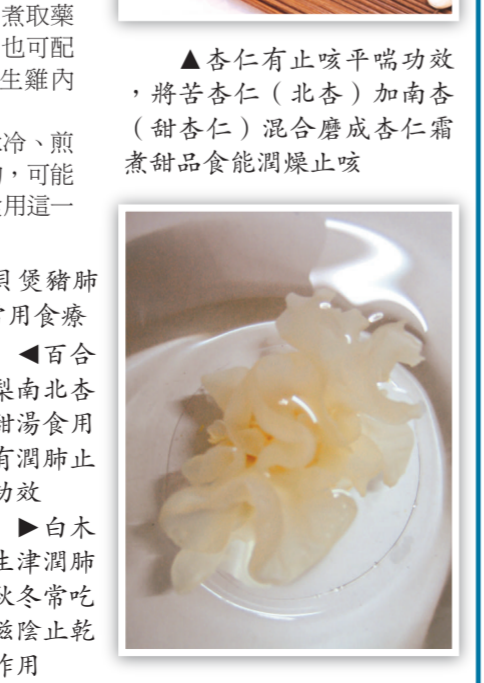 煮取藥
也可配
生雞內
冷、煎
，可能
用這一
▲杏仁有止咳平喘功效
，將苦杏仁（北杏）加南杏
（甜杏仁）混合磨成杏仁霜
煮甜品食能潤燥止咳
貝煲豬肺
用食療
◀百合
梨南北杏
甜湯食用
有潤肺止
功效
▶白木
生津潤肺
秋冬常吃
滋陰止乾
作用